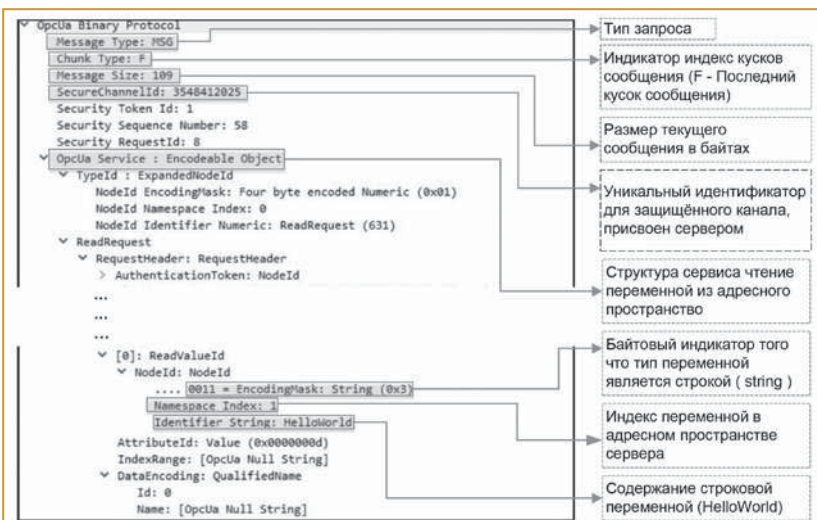 OpcUa Binary Protocol
Message Type: MSG
Chunk Type: F
Message Size: 109
SecureChannelId: 3548412025
Security Token Id: 1
Security Sequence Number: 58
Security RequestId: 8
OpcUa Service : Encodeable Object
TypeId : ExpandedNodeId
NodeId EncodingMask: Four byte encoded Numeric (0x01)
NodeId Namespace Index: 0
NodeId Identifier Numeric: ReadRequest (631)
ReadRequest
RequestHeader: RequestHeader
AuthenticationToken: NodeId
...
...
...
[0]: ReadValueId
NodeId: NodeId
.... 0011 = EncodingMask: String (0x3)
Namespace Index: 1
Identifier String: HelloWorld
AttributeId: Value (0x0000000d)
IndexRange: [OpcUa Null String]
DataEncoding: QualifiedName
Id: 0
Name: [OpcUa Null String]
Тип запроса
Индикатор индекс кусков
сообщения (F - Последний
кусок сообщения)
Размер текущего
сообщения в байтах
Уникальный идентификатор
для защищённого канала,
присвоен сервером
Структура сервиса чтение
переменной из адресного
пространство
Байтовый индикатор того
что тип переменной
является строкой ( string )
Индекс переменной в
адресном пространстве
сервера
Содержание строковой
переменной (HelloWorld)